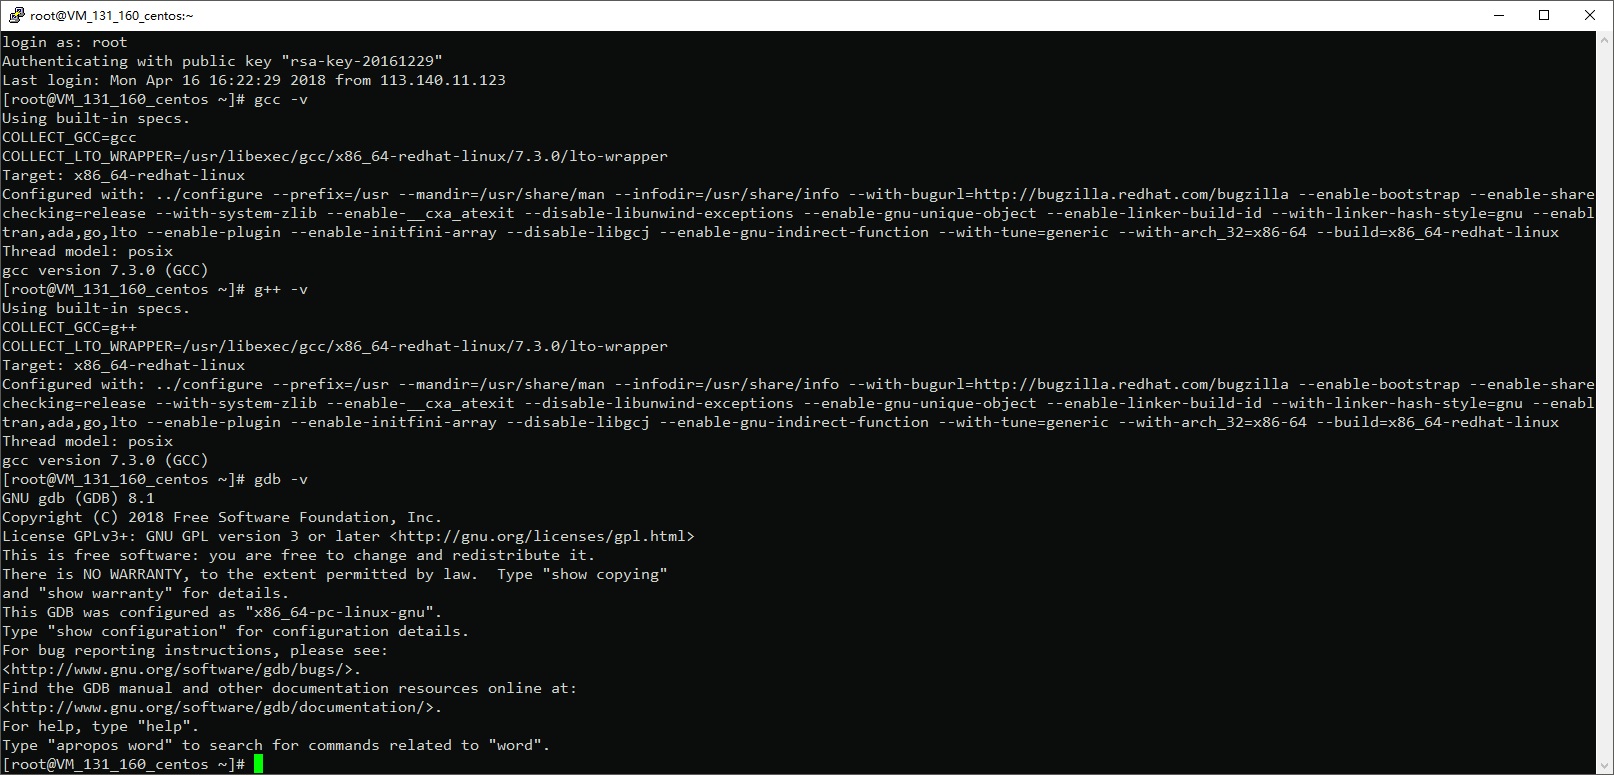 root@VM_131_160_centos:~
login as: root
Authenticating with public key "rsa-key-20161229"
Last login: Mon Apr 16 16:22:29 2018 from 113.140.11.123
[root@VM_131_160_centos ~]# gcc -v
Using built-in specs.
COLLECT_GCC=gcc
COLLECT_LTO_WRAPPER=/usr/libexec/gcc/x86_64-redhat-linux/7.3.0/lto-wrapper
Target: x86_64-redhat-linux
Configured with: ../configure --prefix=/usr --mandir=/usr/share/man --infodir=/usr/share/info --with-bugurl=http://bugzilla.redhat.com/bugzilla --enable-bootstrap --enable-share
checking=release --with-system-zlib --enable-__cxa_atexit --disable-libunwind-exceptions --enable-gnu-unique-object --enable-linker-build-id --with-linker-hash-style=gnu --enabl
tran,ada,go,lto --enable-plugin --enable-initfini-array --disable-libgcj --enable-gnu-indirect-function --with-tune=generic --with-arch_32=x86-64 --build=x86_64-redhat-linux
Thread model: posix
gcc version 7.3.0 (GCC)
[root@VM_131_160_centos ~]# g++ -v
Using built-in specs.
COLLECT_GCC=g++
COLLECT_LTO_WRAPPER=/usr/libexec/gcc/x86_64-redhat-linux/7.3.0/lto-wrapper
Target: x86_64-redhat-linux
Configured with: ../configure --prefix=/usr --mandir=/usr/share/man --infodir=/usr/share/info --with-bugurl=http://bugzilla.redhat.com/bugzilla --enable-bootstrap --enable-share
checking=release --with-system-zlib --enable-__cxa_atexit --disable-libunwind-exceptions --enable-gnu-unique-object --enable-linker-build-id --with-linker-hash-style=gnu --enabl
tran,ada,go,lto --enable-plugin --enable-initfini-array --disable-libgcj --enable-gnu-indirect-function --with-tune=generic --with-arch_32=x86-64 --build=x86_64-redhat-linux
Thread model: posix
gcc version 7.3.0 (GCC)
[root@VM_131_160_centos ~]# gdb -v
GNU gdb (GDB) 8.1
Copyright (C) 2018 Free Software Foundation, Inc.
License GPLv3+: GNU GPL version 3 or later <http://gnu.org/licenses/gpl.html>
This is free software: you are free to change and redistribute it.
There is NO WARRANTY, to the extent permitted by law.  Type "show copying"
and "show warranty" for details.
This GDB was configured as "x86_64-pc-linux-gnu".
Type "show configuration" for configuration details.
For bug reporting instructions, please see:
<http://www.gnu.org/software/gdb/bugs/>.
Find the GDB manual and other documentation resources online at:
<http://www.gnu.org/software/gdb/documentation/>.
For help, type "help".
Type "apropos word" to search for commands related to "word".
[root@VM_131_160_centos ~]#